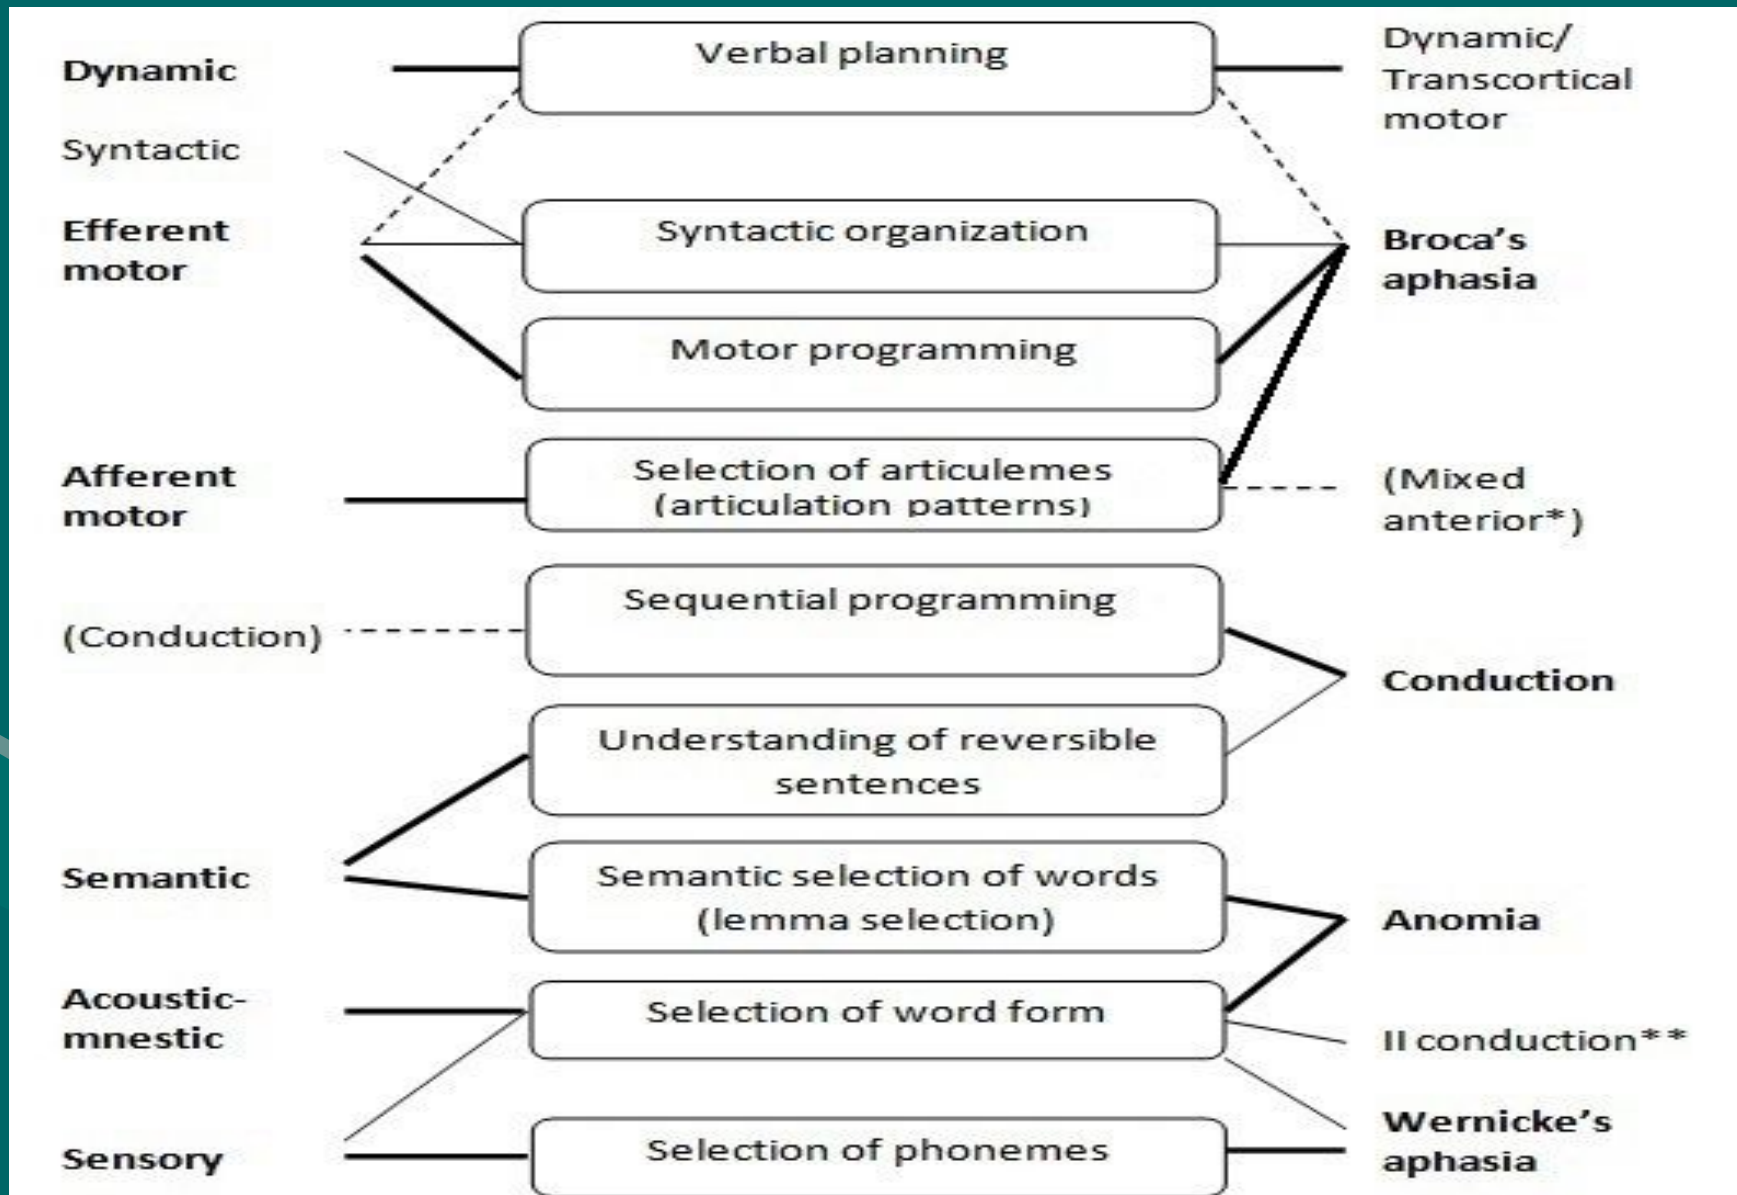 Dynamic
Syntactic
Efferent
motor
Afferent
motor
(Conduction)
Semantic
Acoustic-
mnestic
Sensory
Verbal planning
Syntactic organization
Motor programming
Selection of articulemes
(articulation patterns)
Sequential programming
Understanding of reversible
sentences
Semantic selection of words
(lemma selection)
Selection of word form
Selection of phonemes
Dynamic/
Transcortical
motor
Broca's
aphasia
(Mixed
anterior*)
Conduction
Anomia
II conduction**
Wernicke's
aphasia